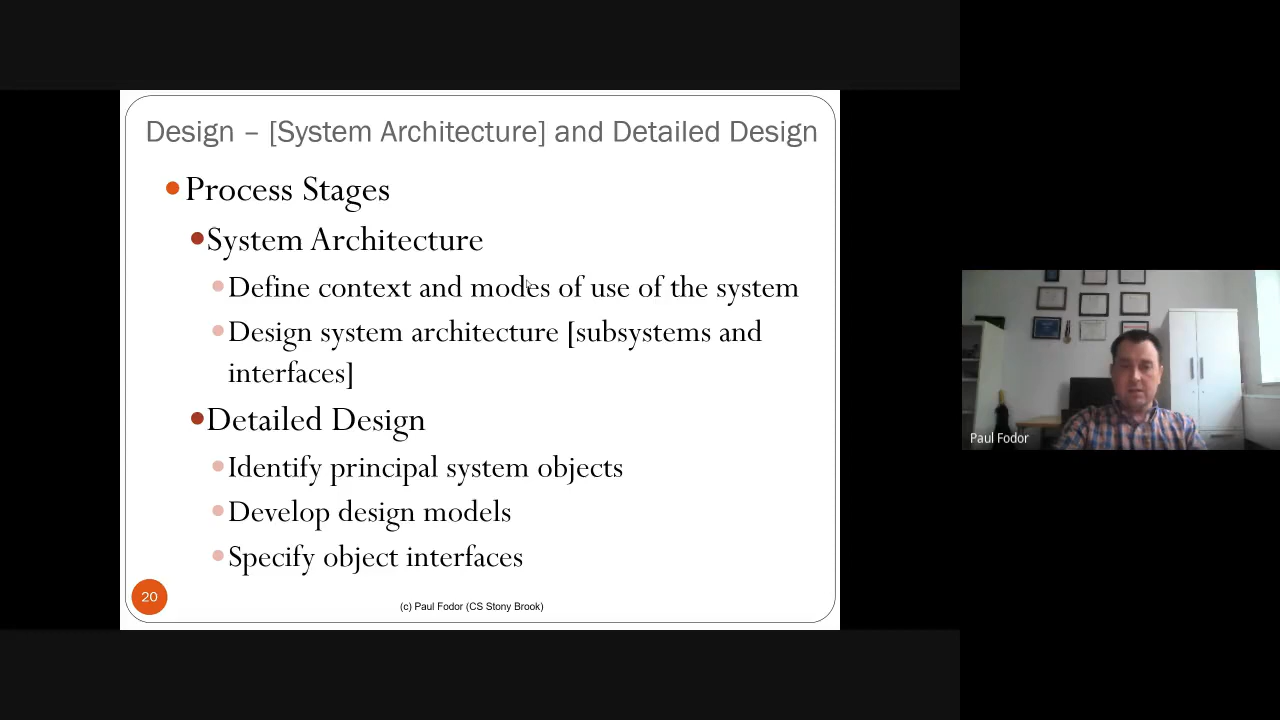 Design – [System Architecture] and Detailed Design
Process Stages
System Architecture
Define context and modes of use of the system
Design system architecture [subsystems and
interfaces]
Detailed Design
Identify principal system objects
Develop design models
Specify object interfaces
20
(c) Paul Fodor (CS Stony Brook)
Paul Fodor